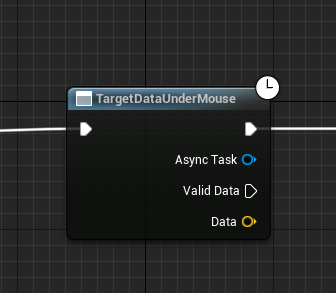 TargetDataUnderMouse
Async Task
Valid Data
Data